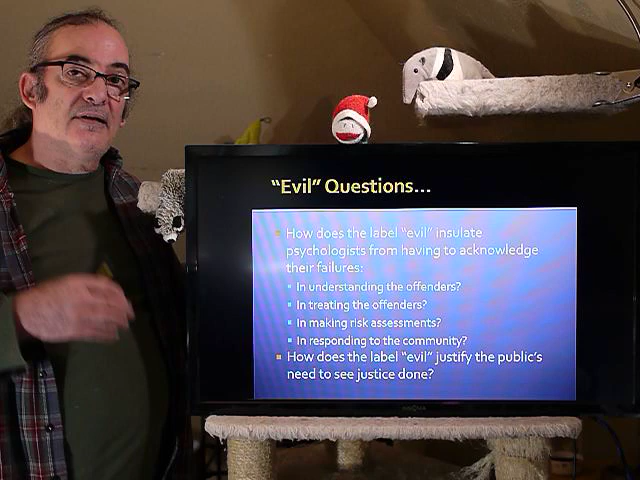 "Evil" Questions...
How does the label "evil" insulate
psychologists from having to acknowledge
their failures:
In understanding the offenders?
In treating the offenders?
In making risk assessments?
In responding to the community?
How does the label "evil" justify the public's
need to see justice done?
INSIGNIA